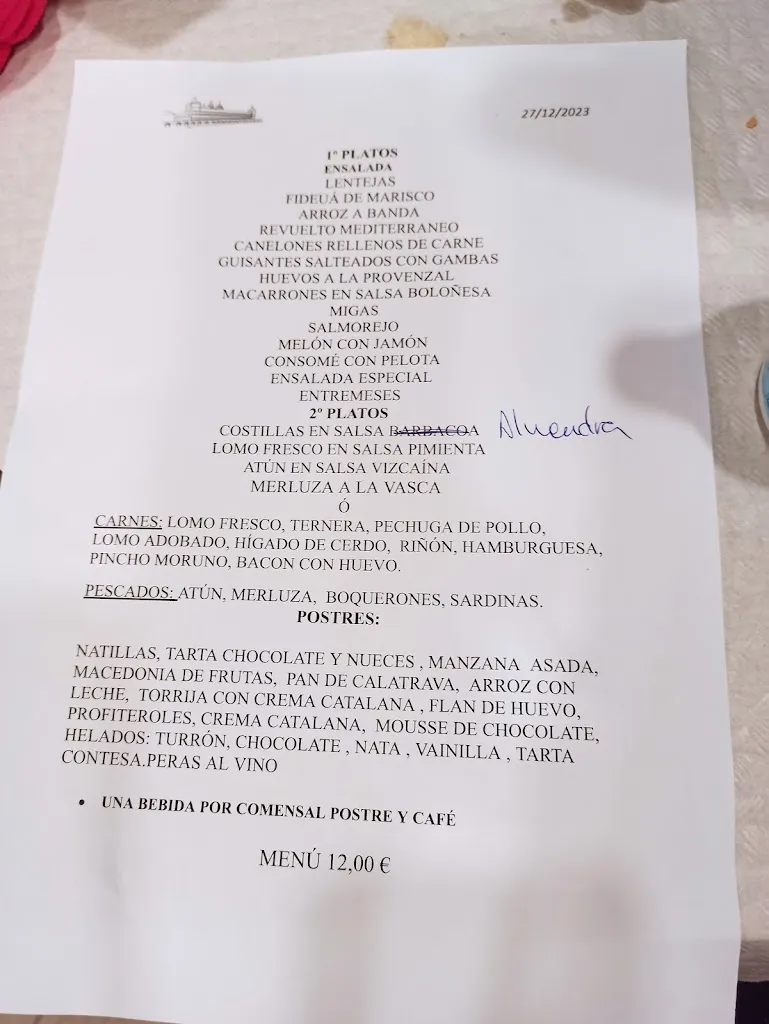 27/12/2023
1º PLATOS
ENSALADA
LENTEJAS
FIDEUÁ DE MARISCO
ARROZ A BANDA
REVUELTO MEDITERRANEO
CANELONES RELLENOS DE CARNE
GUISANTES SALTEADOS CON GAMBAS
HUEVOS A LA PROVENZAL
MACARRONES EN SALSA BOLOÑESA
MIGAS
SALMOREJO
MELÓN CON JAMÓN
CONSOMÉ CON PELOTA
ENSALADA ESPECIAL
ENTREMESES
2º PLATOS
COSTILLAS EN SALSA BARBACOA Almendra
LOMO FRESCO EN SALSA PIMIENTA
ATÚN EN SALSA VIZCAÍNA
MERLUZA A LA VASCA
Ó
CARNES: LOMO FRESCO, TERNERA, PECHUGA DE POLLO,
LOMO ADOBADO, HÍGADO DE CERDO, RIÑÓN, HAMBURGUESA,
PINCHO MORUNO, BACON CON HUEVO.
PESCADOS: ATÚN, MERLUZA, BOQUERONES, SARDINAS.
POSTRES:
NATILLAS, TARTA CHOCOLATE Y NUECES , MANZANA ASADA,
MACEDONIA DE FRUTAS, PAN DE CALATRAVA, ARROZ CON
LECHE, TORRIJA CON CREMA CATALANA , FLAN DE HUEVO,
PROFITEROLES, CREMA CATALANA, MOUSSE DE CHOCOLATE,
HELADOS: TURRÓN, CHOCOLATE , NATA , VAINILLA , TARTA
CONTESA.PERAS AL VINO
• UNA BEBIDA POR COMENSAL POSTRE Y CAFÉ
MENÚ 12,00 €